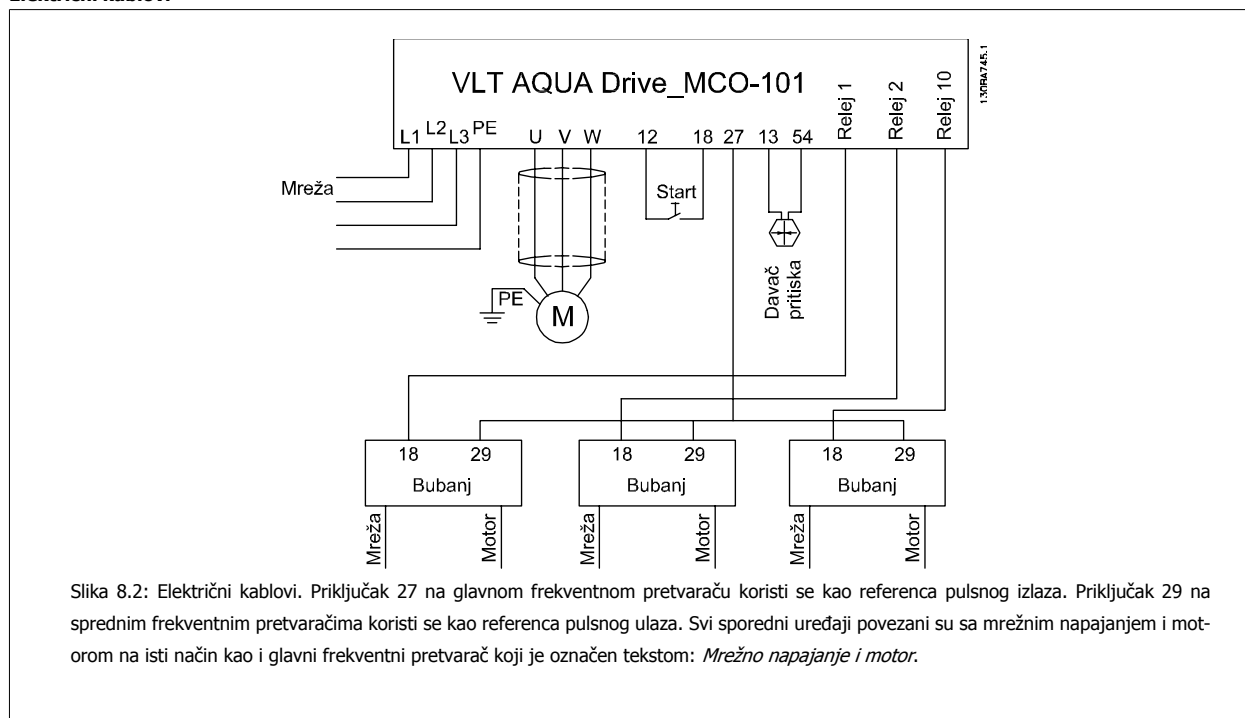 Električni kablovi
VLT AQUA Drive_MCO-101
130BA745.1
Relej 1
Relej 2
Relej 10
L1 L2 L3 PE U V W 12 18 27 13 54
Mreža
Start
Davač
pritiska
PE
M
18 29 18 29 18 29
Bubanj Bubanj Bubanj
Mreža Motor Mreža Motor Mreža Motor
Slika 8.2: Električni kablovi. Priključak 27 na glavnom frekventnom pretvaraču koristi se kao referenca pulsnog izlaza. Priključak 29 na
sprednim frekventnim pretvaračima koristi se kao referenca pulsnog ulaza. Svi sporedni uređaji povezani su sa mrežnim napajanjem i mot-
orom na isti način kao i glavni frekventni pretvarač koji je označen tekstom: Mrežno napajanje i motor.